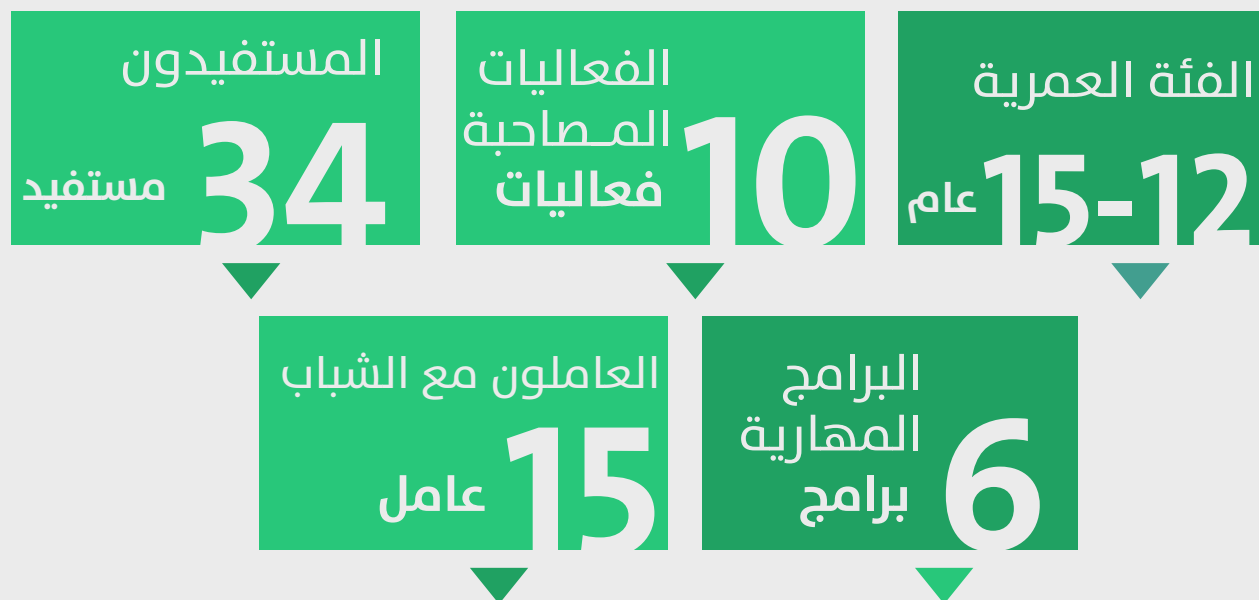 الفئة العمرية
12-15 عام
الفعاليات
المـصاحبة
10 فعاليات
المستفيدون
34 مستفيد
البرامج
المهارية
6 برامج
العاملون مع الشباب
15 عامل